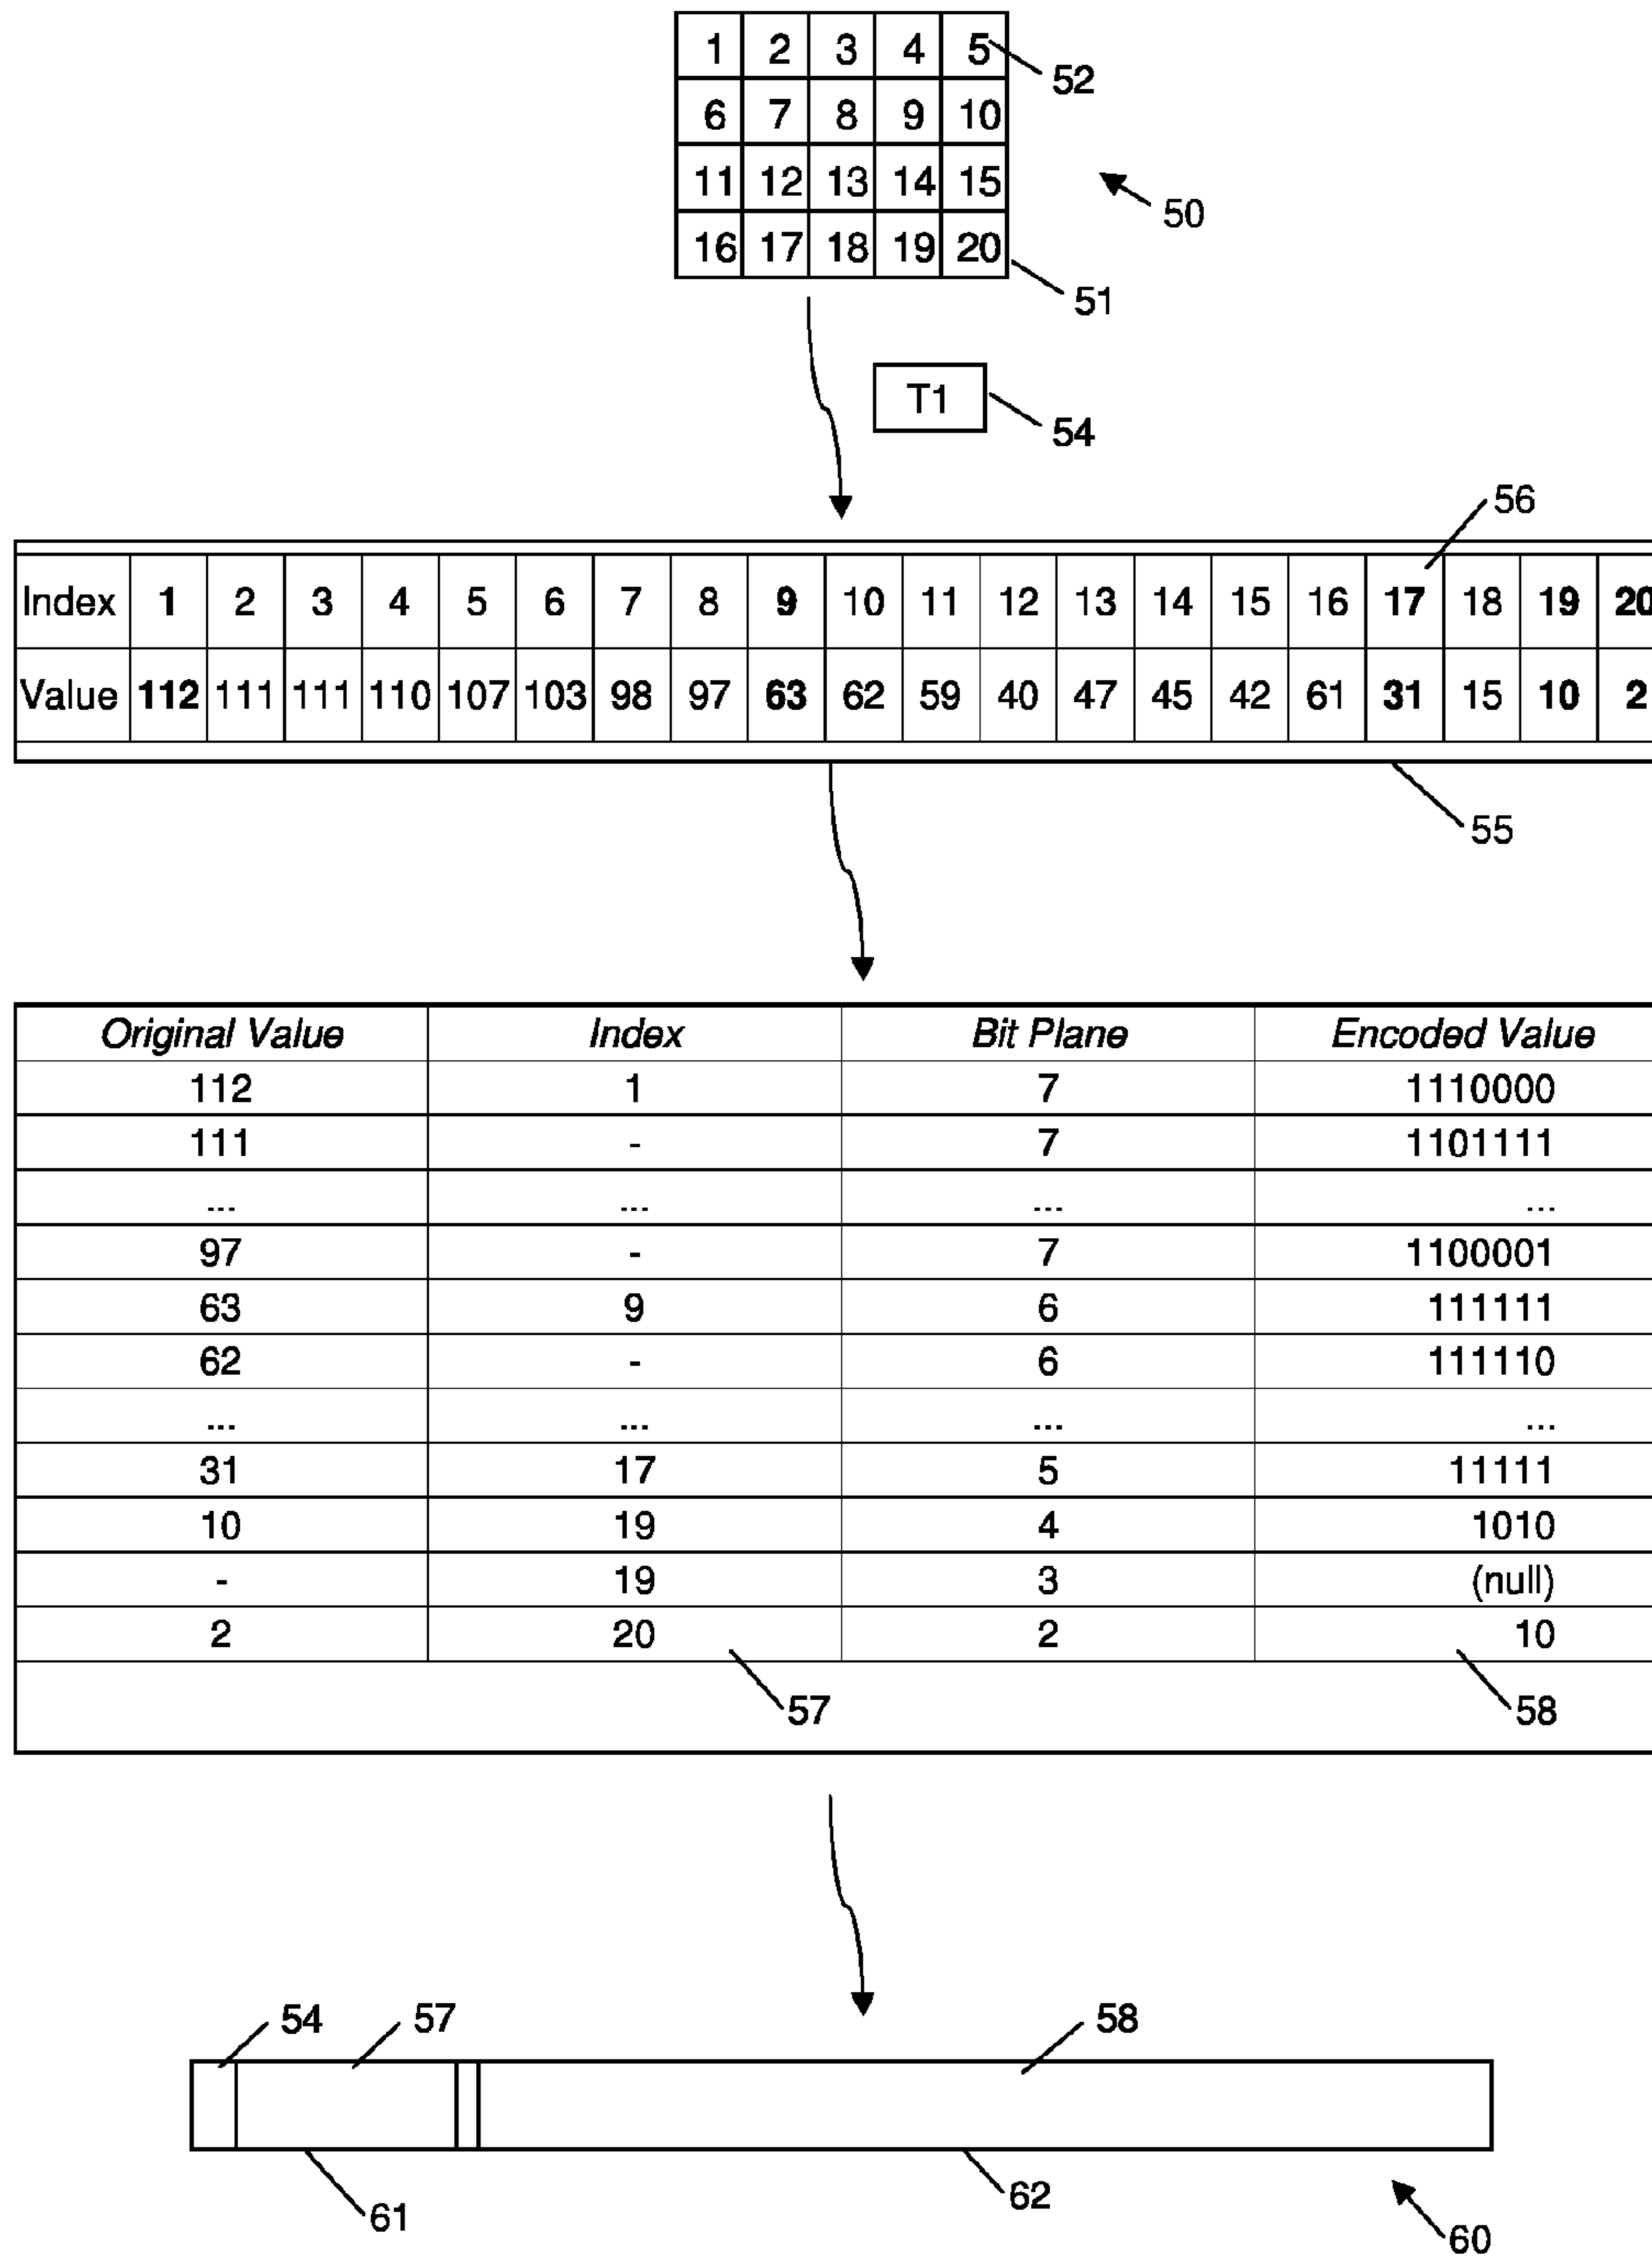 1 2 3 4 5
52
6 7 8 9 10
11 12 13 14 15
50
16 17 18 19 20
51
T1
54
56
Index 1 2 3 4 5 6 7 8 9 10 11 12 13 14 15 16 17 18 19 20
Value 112 111 111 110 107 103 98 97 63 62 59 40 47 45 42 61 31 15 10 2
55
Original Value Index Bit Plane Encoded Value
112 1 7 1110000
111 - 7 1101111
... ... ... ...
97 - 7 1100001
63 9 6 111111
62 - 6 111110
... ... ... ...
31 17 5 11111
10 19 4 1010
- 19 3 (null)
2 20 2 10
57 58
54 57 58
61 62
60